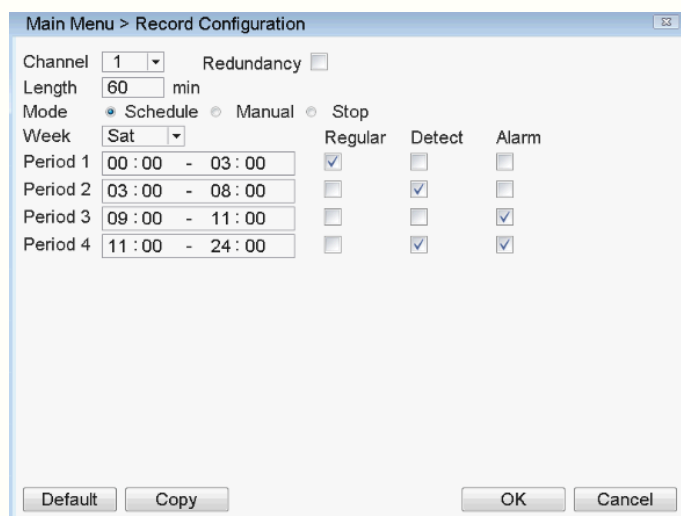 Main Menu > Record Configuration
Channel 1 Redundancy
Length 60 min
Mode Schedule Manual Stop
Week Sat Regular Detect Alarm
Period 1 00:00 - 03:00
Period 2 03:00 - 08:00
Period 3 09:00 - 11:00
Period 4 11:00 - 24:00
Default Copy OK Cancel